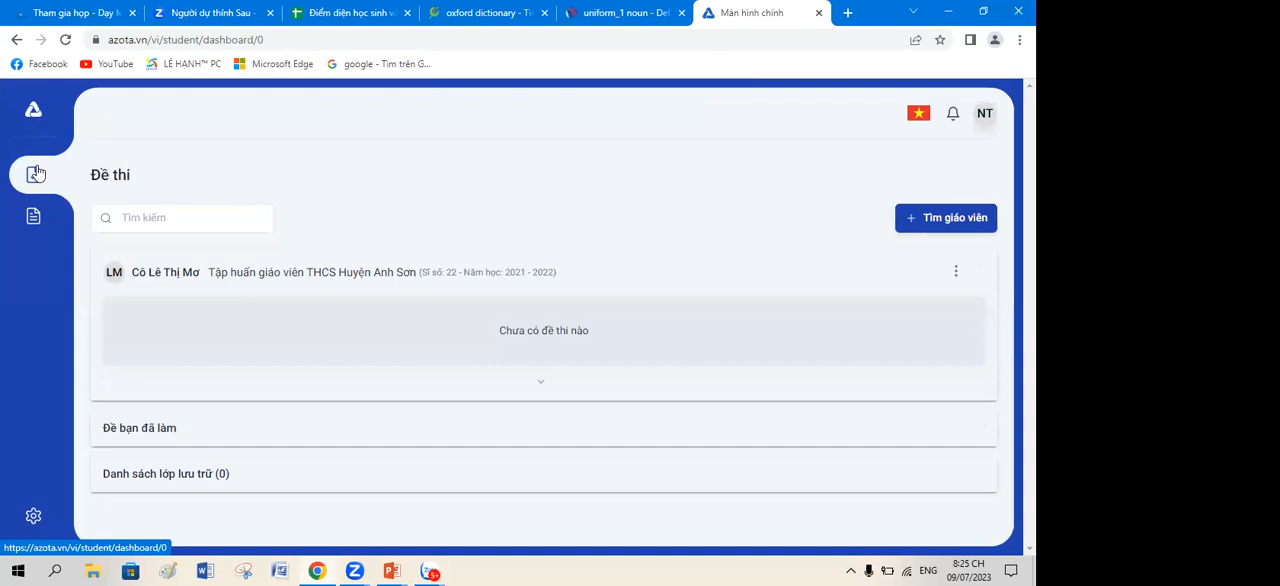 Tham gia họp - Dạy M
Người dự thính Sau -
Điểm diện học sinh v
oxford dictionary - Tì
uniform_1 noun - Def
Màn hình chính
azota.vn/vi/student/dashboard/0
Facebook
YouTube
LÊ HẠNH™ PC
Microsoft Edge
google - Tìm trên G...
NT
Đề thi
Tìm kiếm
+ Tìm giáo viên
LM Cô Lê Thị Mơ Tập huấn giáo viên THCS Huyện Anh Sơn (Sĩ số: 22 - Năm học: 2021 - 2022)
Chưa có đề thi nào
Đề bạn đã làm
Danh sách lớp lưu trữ (0)
https://azota.vn/vi/student/dashboard/0
ENG
8:25 CH
09/07/2023